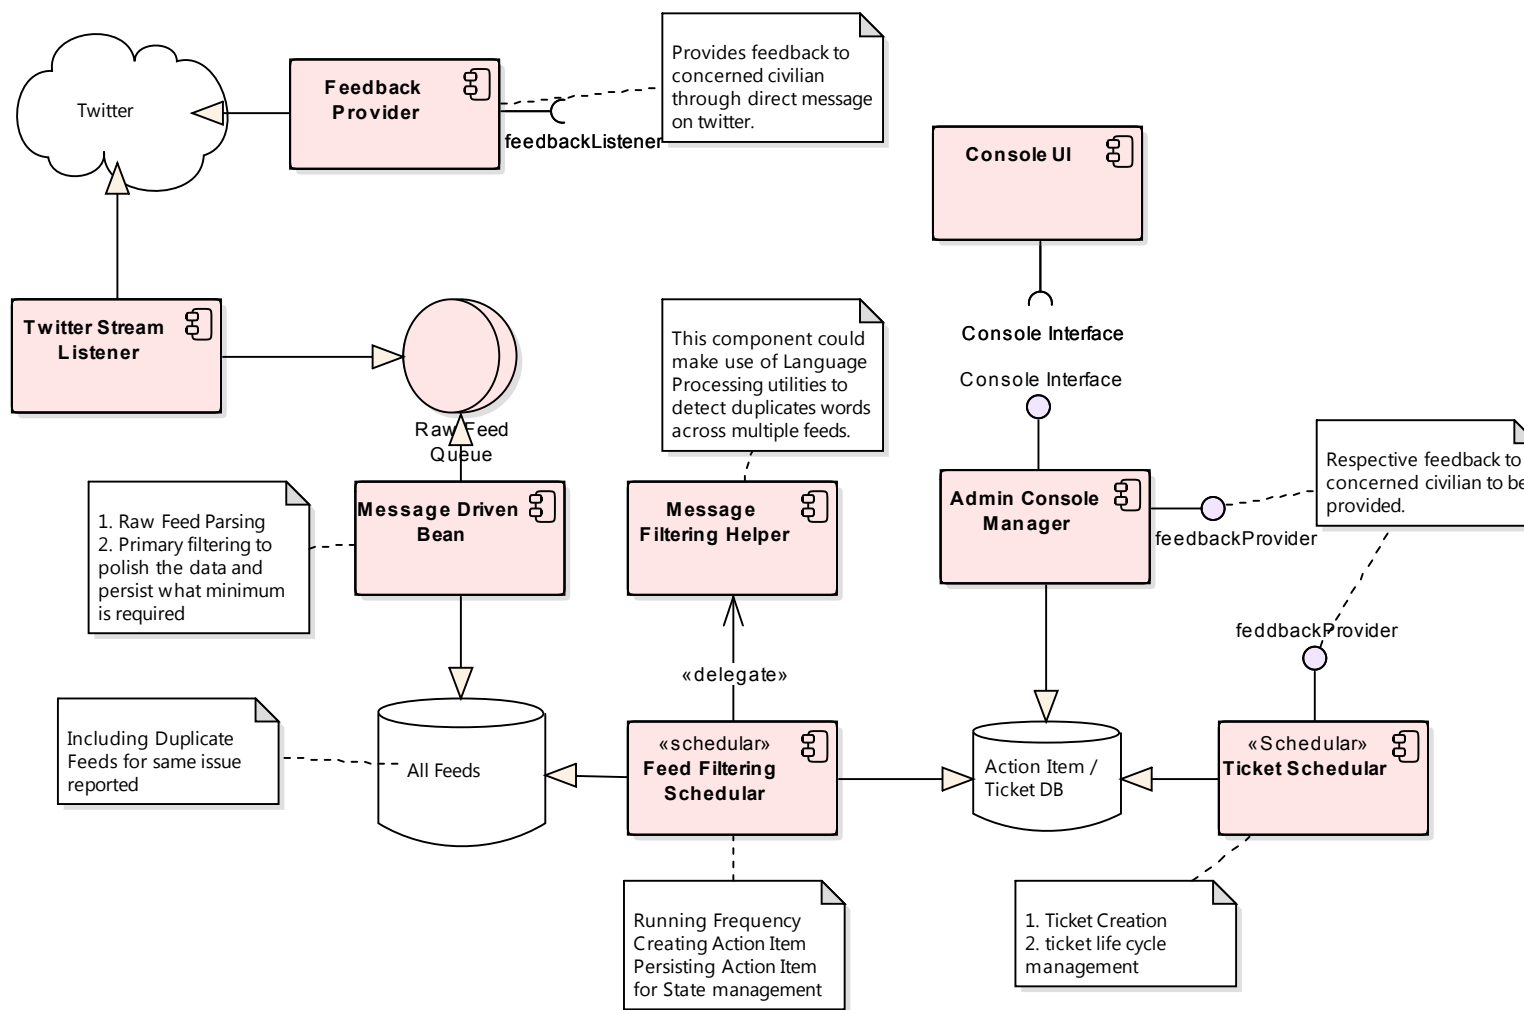 Twitter
Feedback
Provider
feedbackListener
Provides feedback to
concerned civilian
through direct message
on twitter.
Console UI
Console Interface
Console Interface
Twitter Stream
Listener
Raw Feed
Queue
This component could
make use of Language
Processing utilities to
detect duplicates words
across multiple feeds.
1. Raw Feed Parsing
2. Primary filtering to
polish the data and
persist what minimum
is required
Message Driven
Bean
Message
Filtering Helper
Admin Console
Manager
feedbackProvider
Respective feedback to
concerned civilian to be
provided.
feddbackProvider
«delegate»
Including Duplicate
Feeds for same issue
reported
All Feeds
«schedular»
Feed Filtering
Schedular
Action Item /
Ticket DB
«Schedular»
Ticket Schedular
Running Frequency
Creating Action Item
Persisting Action Item
for State management
1. Ticket Creation
2. ticket life cycle
management